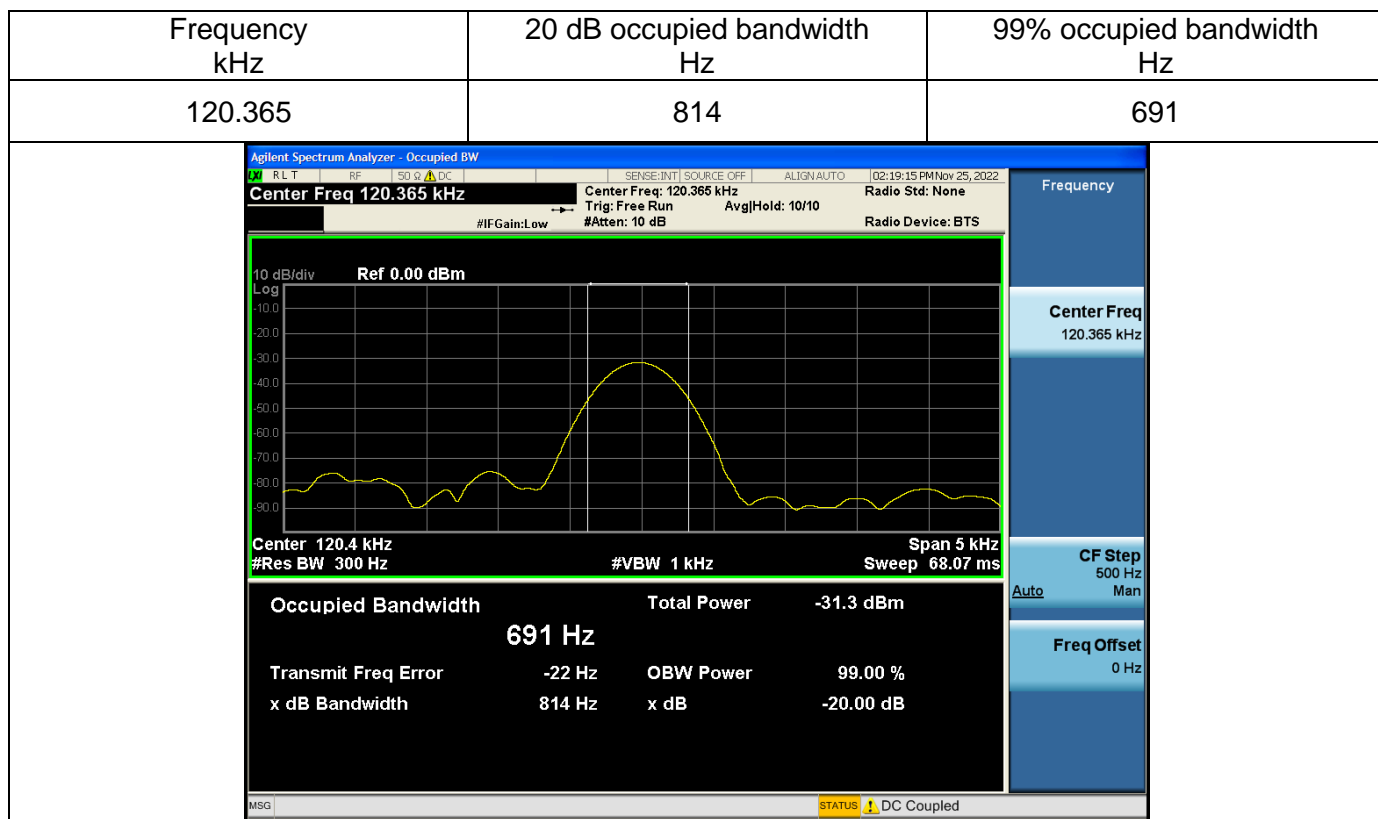 Frequency
kHz
20 dB occupied bandwidth
Hz
99% occupied bandwidth
Hz
120.365
814
691
Agilent Spectrum Analyzer - Occupied BW
LXI RLT RF 50 Ω DC SENSE:INT SOURCE OFF ALIGN AUTO 02:19:15 PM Nov 25, 2022
Center Freq 120.365 kHz
#IFGain:Low
Center Freq: 120.365 kHz
Trig: Free Run Avg|Hold: 10/10
#Atten: 10 dB
Radio Std: None
Radio Device: BTS
10 dB/div Ref 0.00 dBm
Log
-10.0
-20.0
-30.0
-40.0
-50.0
-60.0
-70.0
-80.0
-90.0
Center 120.4 kHz Span 5 kHz
#Res BW 300 Hz #VBW 1 kHz Sweep 68.07 ms
Occupied Bandwidth Total Power -31.3 dBm
691 Hz
Transmit Freq Error -22 Hz OBW Power 99.00 %
x dB Bandwidth 814 Hz x dB -20.00 dB
Frequency
Center Freq
120.365 kHz
CF Step
500 Hz
Auto Man
Freq Offset
0 Hz
MSG STATUS DC Coupled